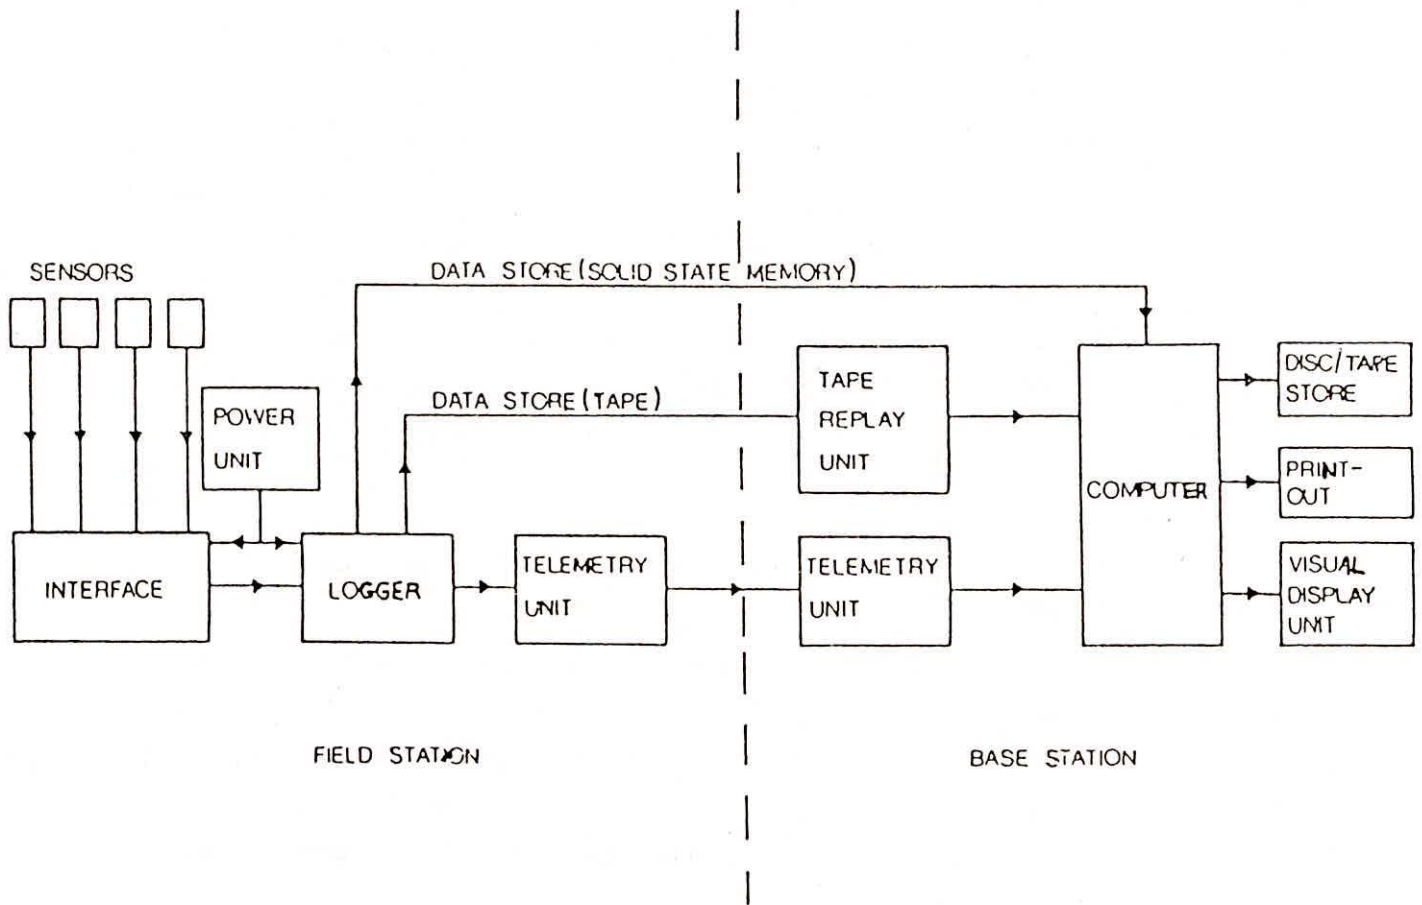 SENSORS
DATA STORE (SOLID STATE MEMORY)
DATA STORE (TAPE)
POWER
UNIT
INTERFACE
LOGGER
TELEMETRY
UNIT
TAPE
REPLAY
UNIT
TELEMETRY
UNIT
COMPUTER
DISC/TAPE
STORE
PRINT-
OUT
VISUAL
DISPLAY
UNIT
FIELD STATION
BASE STATION